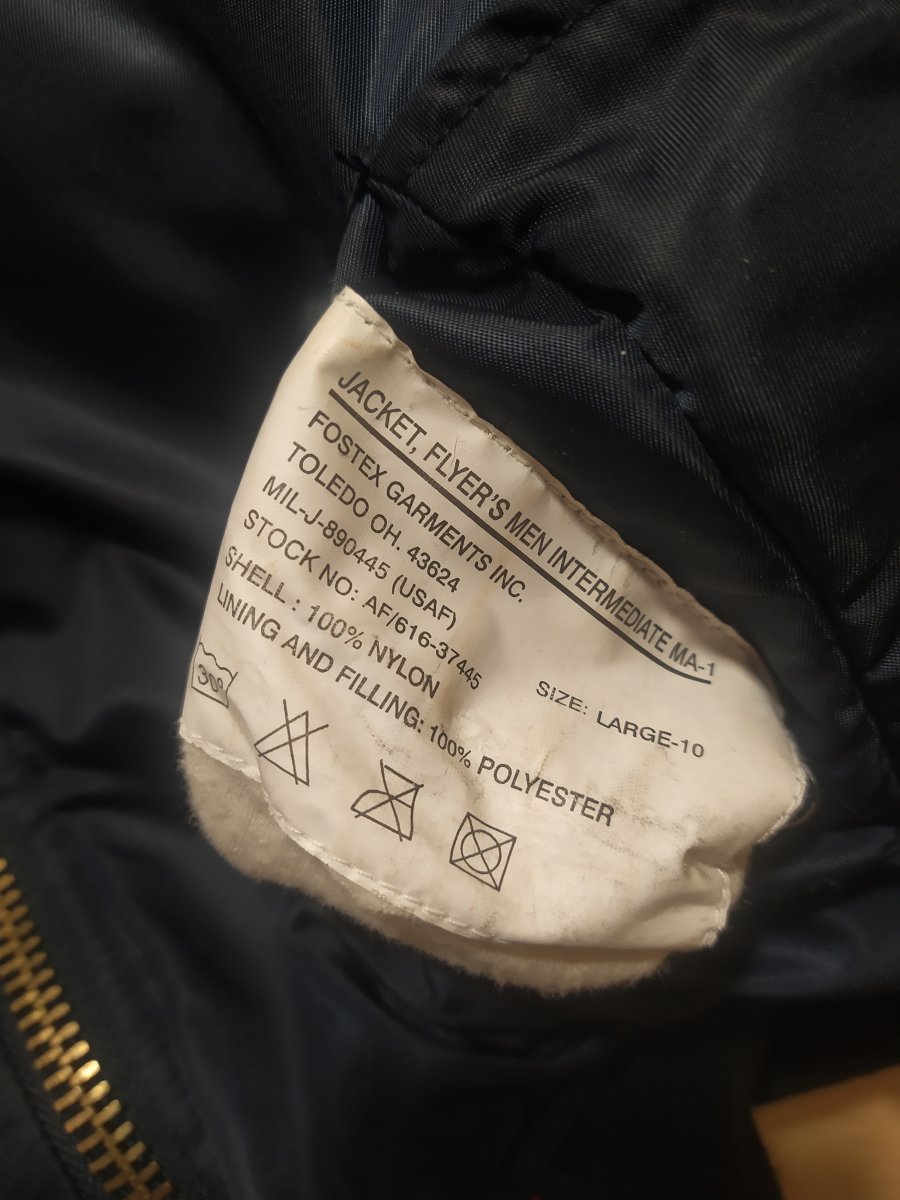 JACKET, FLYER'S MEN INTERMEDIATE MA-1
FOSTEX GARMENTS INC.
TOLEDO OH. 43624
MIL-J-890445 (USAF)
STOCK NO: AF/616-37445
SIZE: LARGE-10
SHELL : 100% NYLON
LINING AND FILLING: 100% POLYESTER
30°